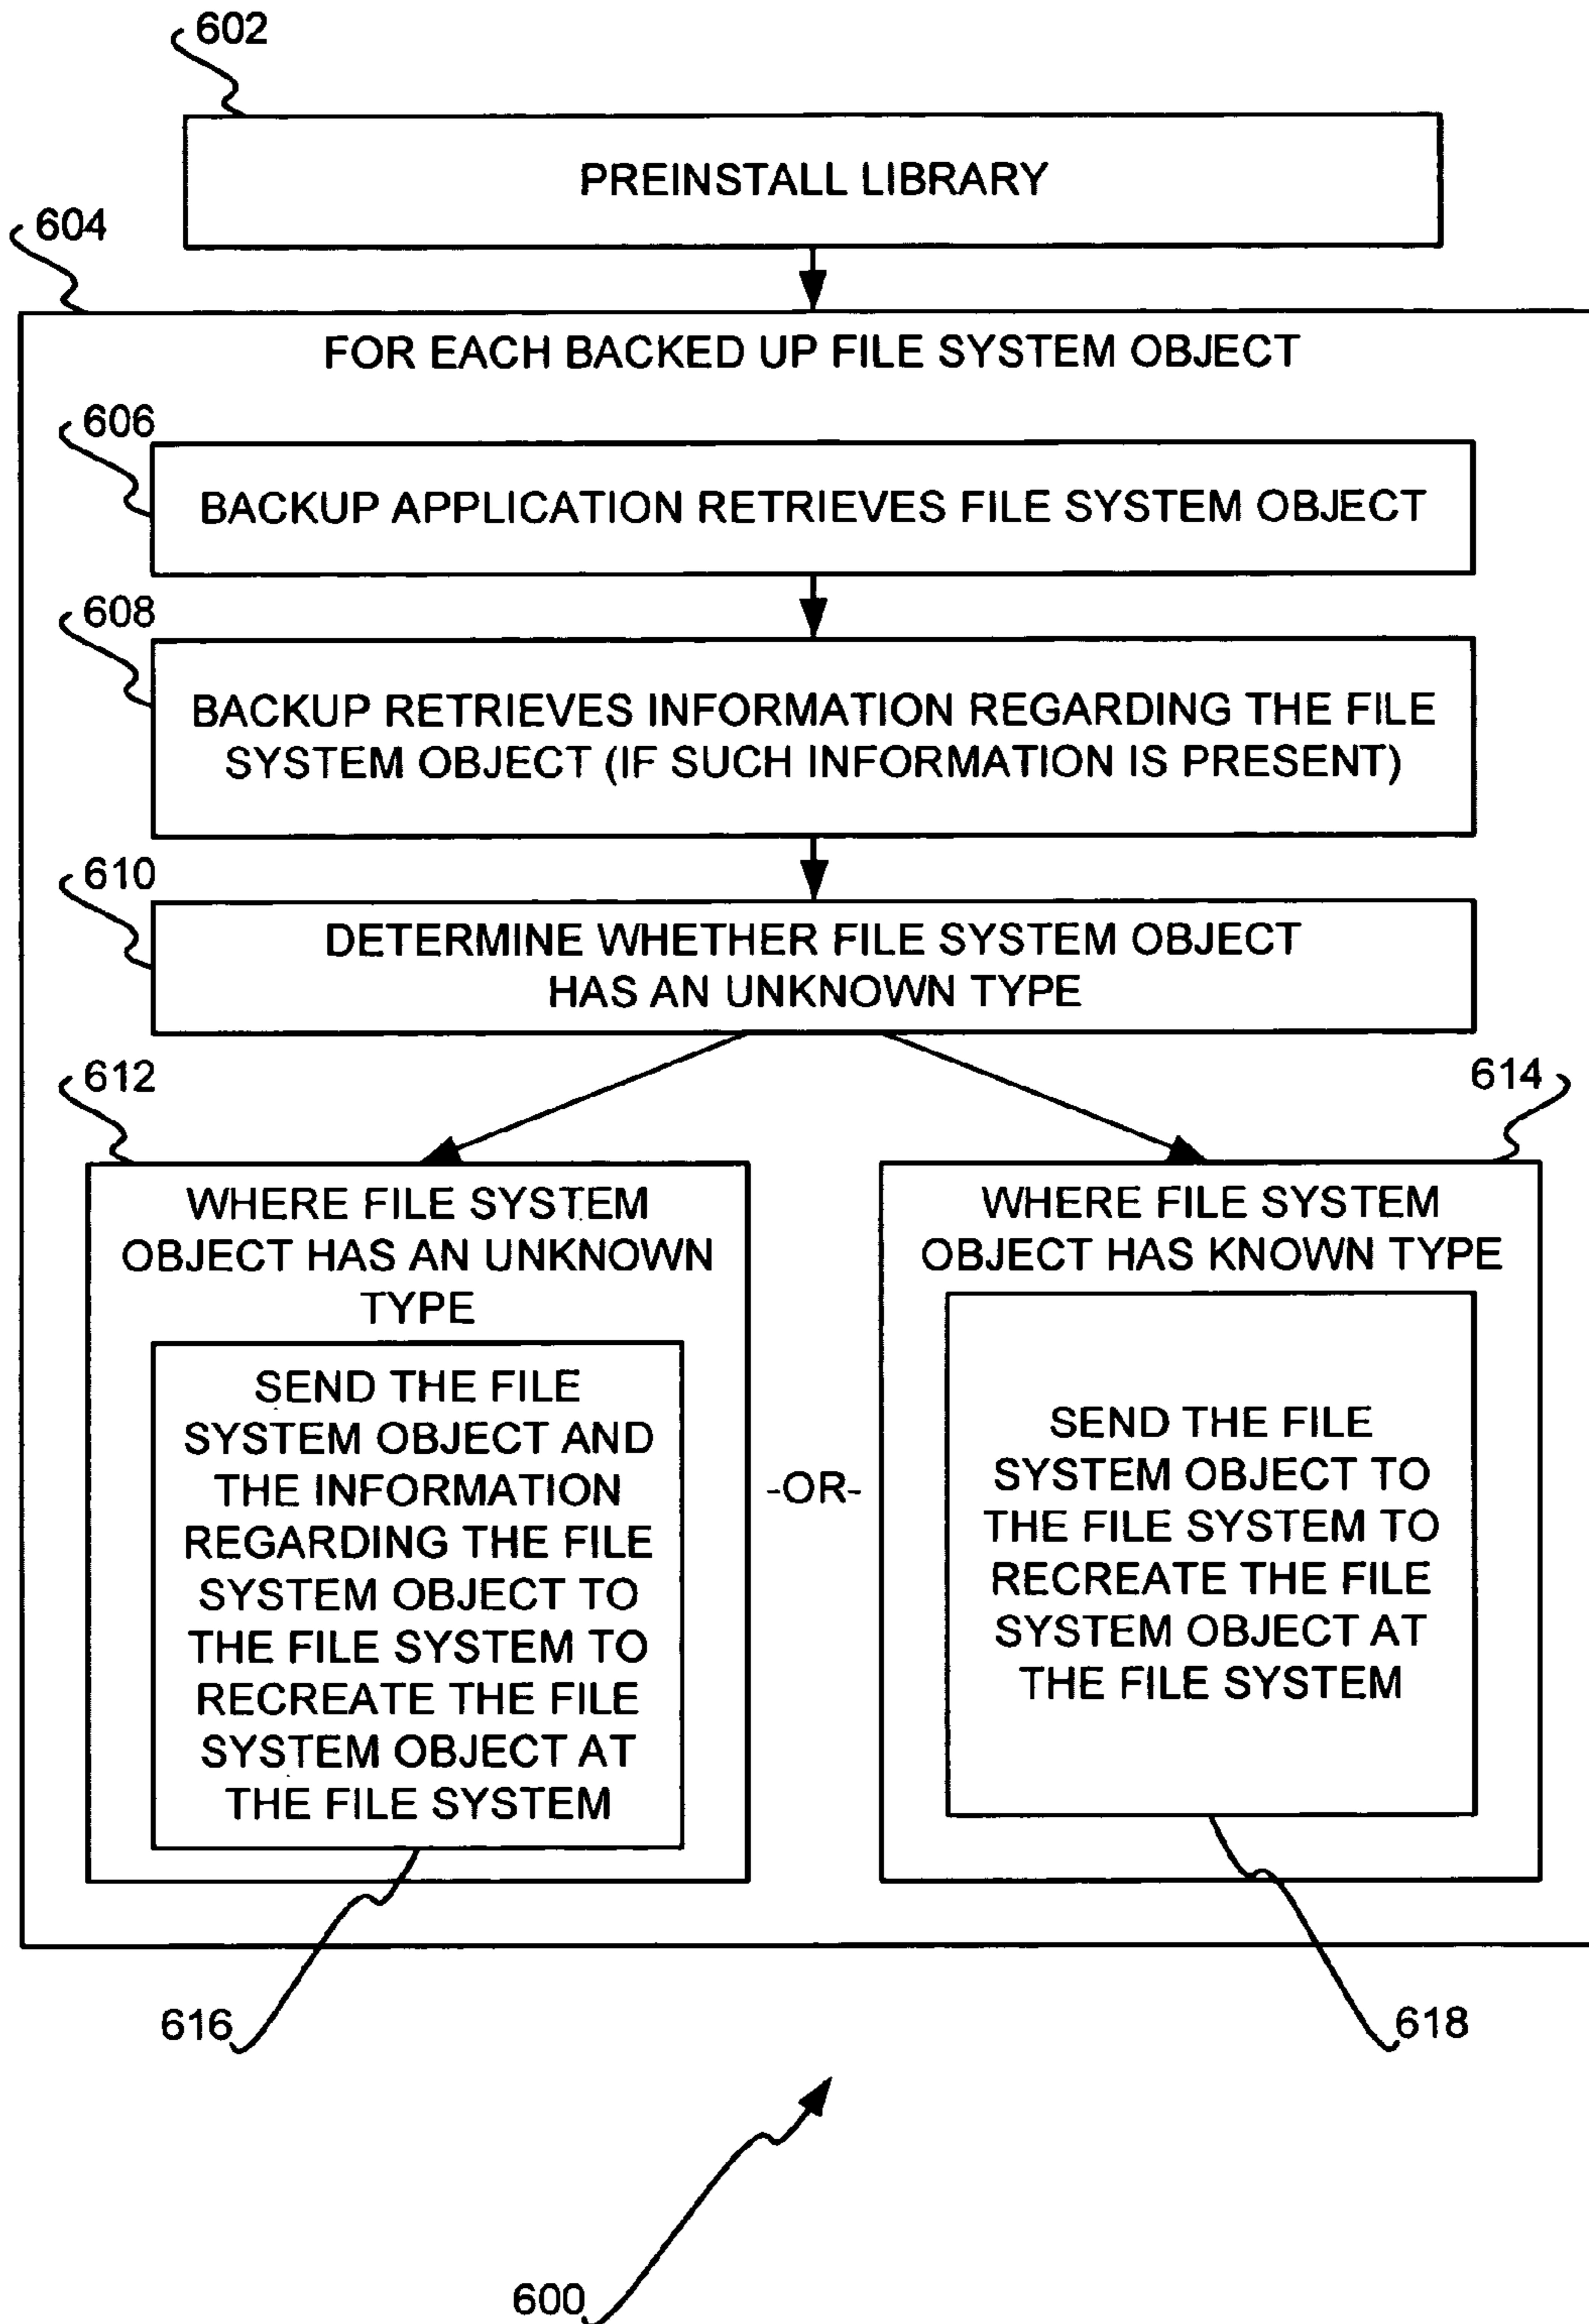 602
PREINSTALL LIBRARY
604
FOR EACH BACKED UP FILE SYSTEM OBJECT
606
BACKUP APPLICATION RETRIEVES FILE SYSTEM OBJECT
608
BACKUP RETRIEVES INFORMATION REGARDING THE FILE
SYSTEM OBJECT (IF SUCH INFORMATION IS PRESENT)
610
DETERMINE WHETHER FILE SYSTEM OBJECT
HAS AN UNKNOWN TYPE
612
WHERE FILE SYSTEM
OBJECT HAS AN UNKNOWN
TYPE
SEND THE FILE
SYSTEM OBJECT AND
THE INFORMATION
REGARDING THE FILE
SYSTEM OBJECT TO
THE FILE SYSTEM TO
RECREATE THE FILE
SYSTEM OBJECT AT
THE FILE SYSTEM
616
-OR-
614
WHERE FILE SYSTEM
OBJECT HAS KNOWN TYPE
SEND THE FILE
SYSTEM OBJECT TO
THE FILE SYSTEM TO
RECREATE THE FILE
SYSTEM OBJECT AT
THE FILE SYSTEM
618
600